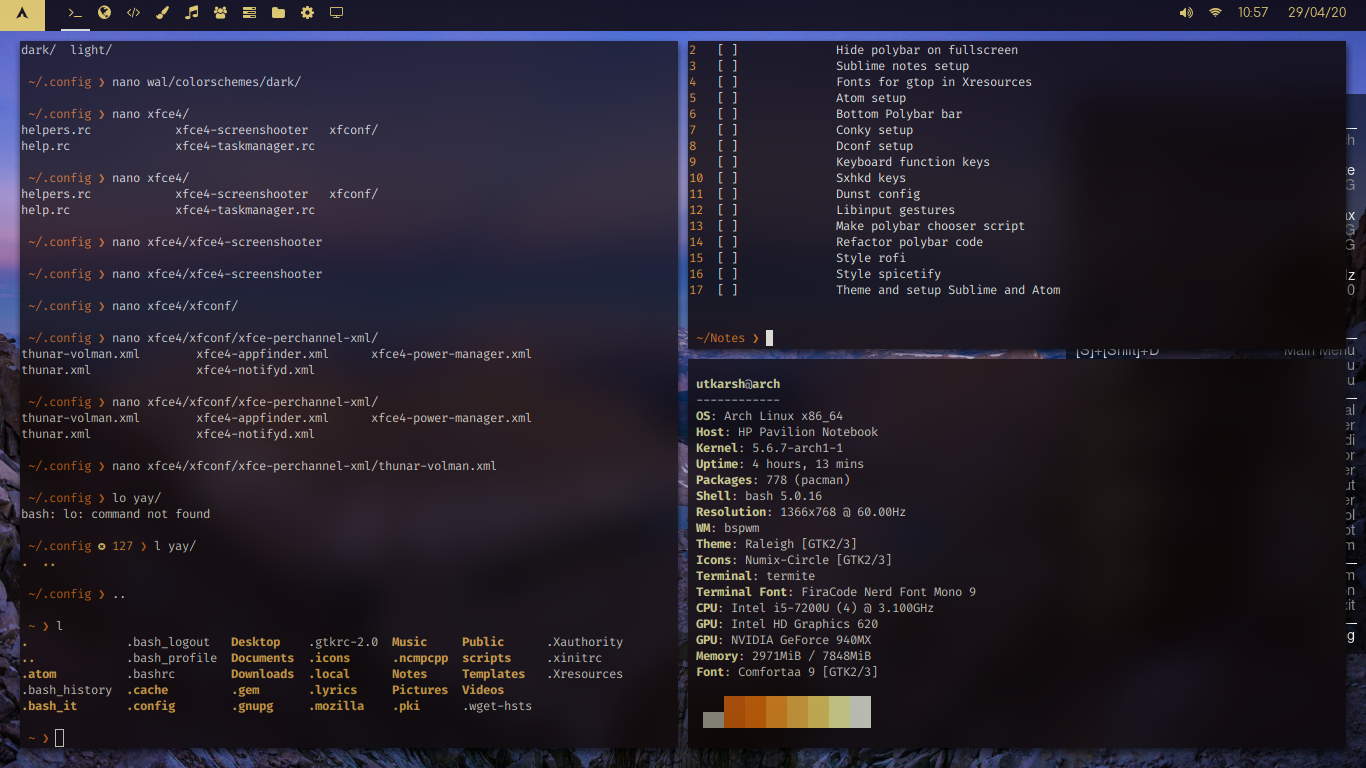 >_ </> 10:57 29/04/20
dark/ light/
~/.config ❯ nano wal/colorschemes/dark/
~/.config ❯ nano xfce4/
helpers.rc xfce4-screenshooter xfconf/
help.rc xfce4-taskmanager.rc
~/.config ❯ nano xfce4/
helpers.rc xfce4-screenshooter xfconf/
help.rc xfce4-taskmanager.rc
~/.config ❯ nano xfce4/xfce4-screenshooter
~/.config ❯ nano xfce4/xfce4-screenshooter
~/.config ❯ nano xfce4/xfconf/
~/.config ❯ nano xfce4/xfconf/xfce-perchannel-xml/
thunar-volman.xml xfce4-appfinder.xml xfce4-power-manager.xml
thunar.xml xfce4-notifyd.xml
~/.config ❯ nano xfce4/xfconf/xfce-perchannel-xml/
thunar-volman.xml xfce4-appfinder.xml xfce4-power-manager.xml
thunar.xml xfce4-notifyd.xml
~/.config ❯ nano xfce4/xfconf/xfce-perchannel-xml/thunar-volman.xml
~/.config ❯ lo yay/
bash: lo: command not found
~/.config ✪ 127 ❯ l yay/
. ..
~/.config ❯ ..
~ ❯ l
. .bash_logout Desktop .gtkrc-2.0 Music Public .Xauthority
.. .bash_profile Documents .icons .ncmpcpp scripts .xinitrc
.atom .bashrc Downloads .local Notes Templates .Xresources
.bash_history .cache .gem .lyrics Pictures Videos
.bash_it .config .gnupg .mozilla .pki .wget-hsts
~ ❯
2 [ ] Hide polybar on fullscreen
3 [ ] Sublime notes setup
4 [ ] Fonts for gtop in Xresources
5 [ ] Atom setup
6 [ ] Bottom Polybar bar
7 [ ] Conky setup
8 [ ] Dconf setup
9 [ ] Keyboard function keys
10 [ ] Sxhkd keys
11 [ ] Dunst config
12 [ ] Libinput gestures
13 [ ] Make polybar chooser script
14 [ ] Refactor polybar code
15 [ ] Style rofi
16 [ ] Style spicetify
17 [ ] Theme and setup Sublime and Atom
~/Notes ❯
[S]+[Shift]+D Main Menu
utkarsh@arch
------------
OS: Arch Linux x86_64
Host: HP Pavilion Notebook
Kernel: 5.6.7-arch1-1
Uptime: 4 hours, 13 mins
Packages: 778 (pacman)
Shell: bash 5.0.16
Resolution: 1366x768 @ 60.00Hz
WM: bspwm
Theme: Raleigh [GTK2/3]
Icons: Numix-Circle [GTK2/3]
Terminal: termite
Terminal Font: FiraCode Nerd Font Mono 9
CPU: Intel i5-7200U (4) @ 3.100GHz
GPU: Intel HD Graphics 620
GPU: NVIDIA GeForce 940MX
Memory: 2971MiB / 7848MiB
Font: Comfortaa 9 [GTK2/3]